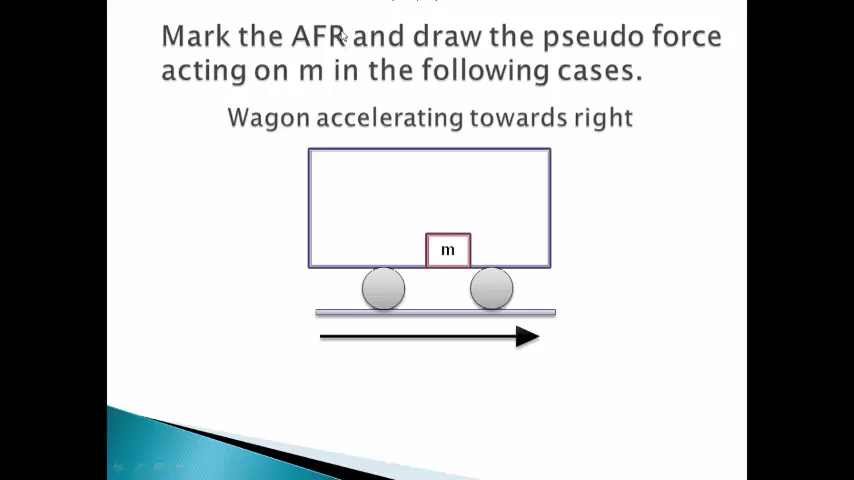 Mark the AFR and draw the pseudo force
acting on m in the following cases.
Wagon accelerating towards right
m